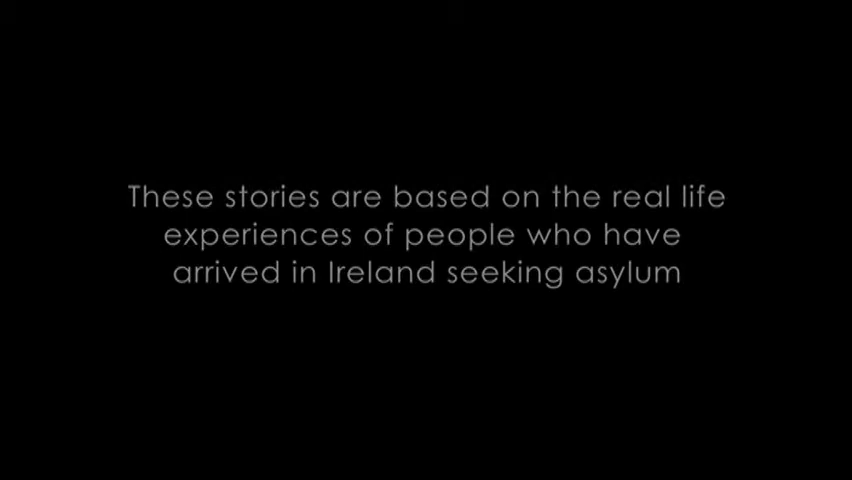 These stories are based on the real life
experiences of people who have
arrived in Ireland seeking asylum